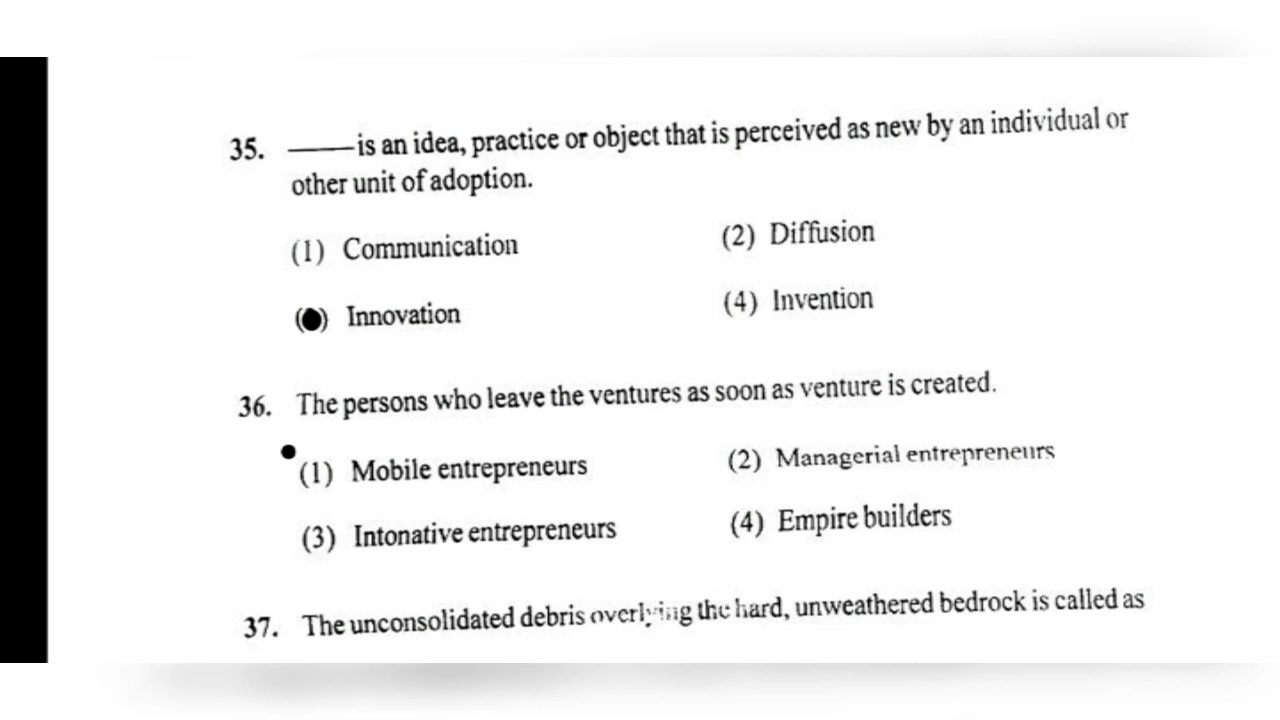 35. ——— is an idea, practice or object that is perceived as new by an individual or
other unit of adoption.
(1) Communication (2) Diffusion
( ) Innovation (4) Invention
36. The persons who leave the ventures as soon as venture is created.
(1) Mobile entrepreneurs (2) Managerial entrepreneurs
(3) Intonative entrepreneurs (4) Empire builders
37. The unconsolidated debris overlying the hard, unweathered bedrock is called as